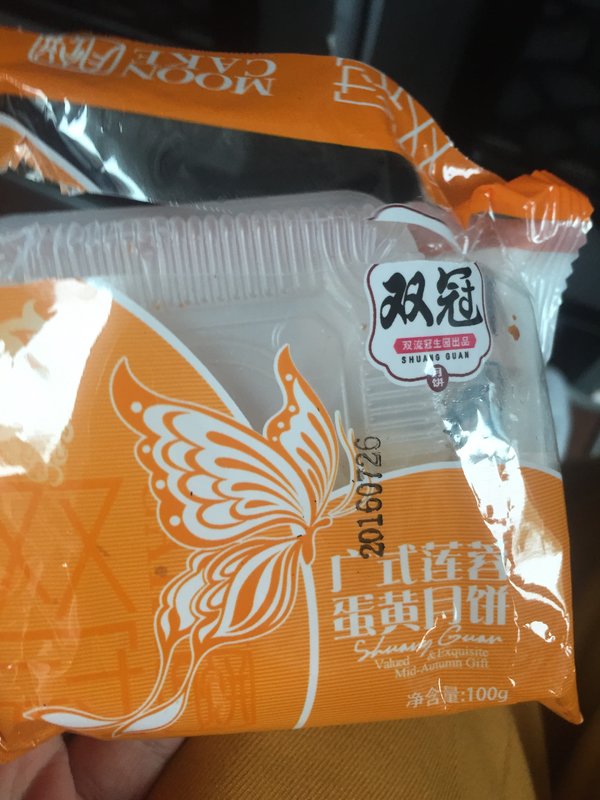 MOON
CAKE
双冠
双流冠生园出品
SHUANG GUAN
月饼
20160726
广式莲蓉
蛋黄月饼
Shuang Guan
Valued & Exquisite
Mid-Autumn Gift
净含量:100g